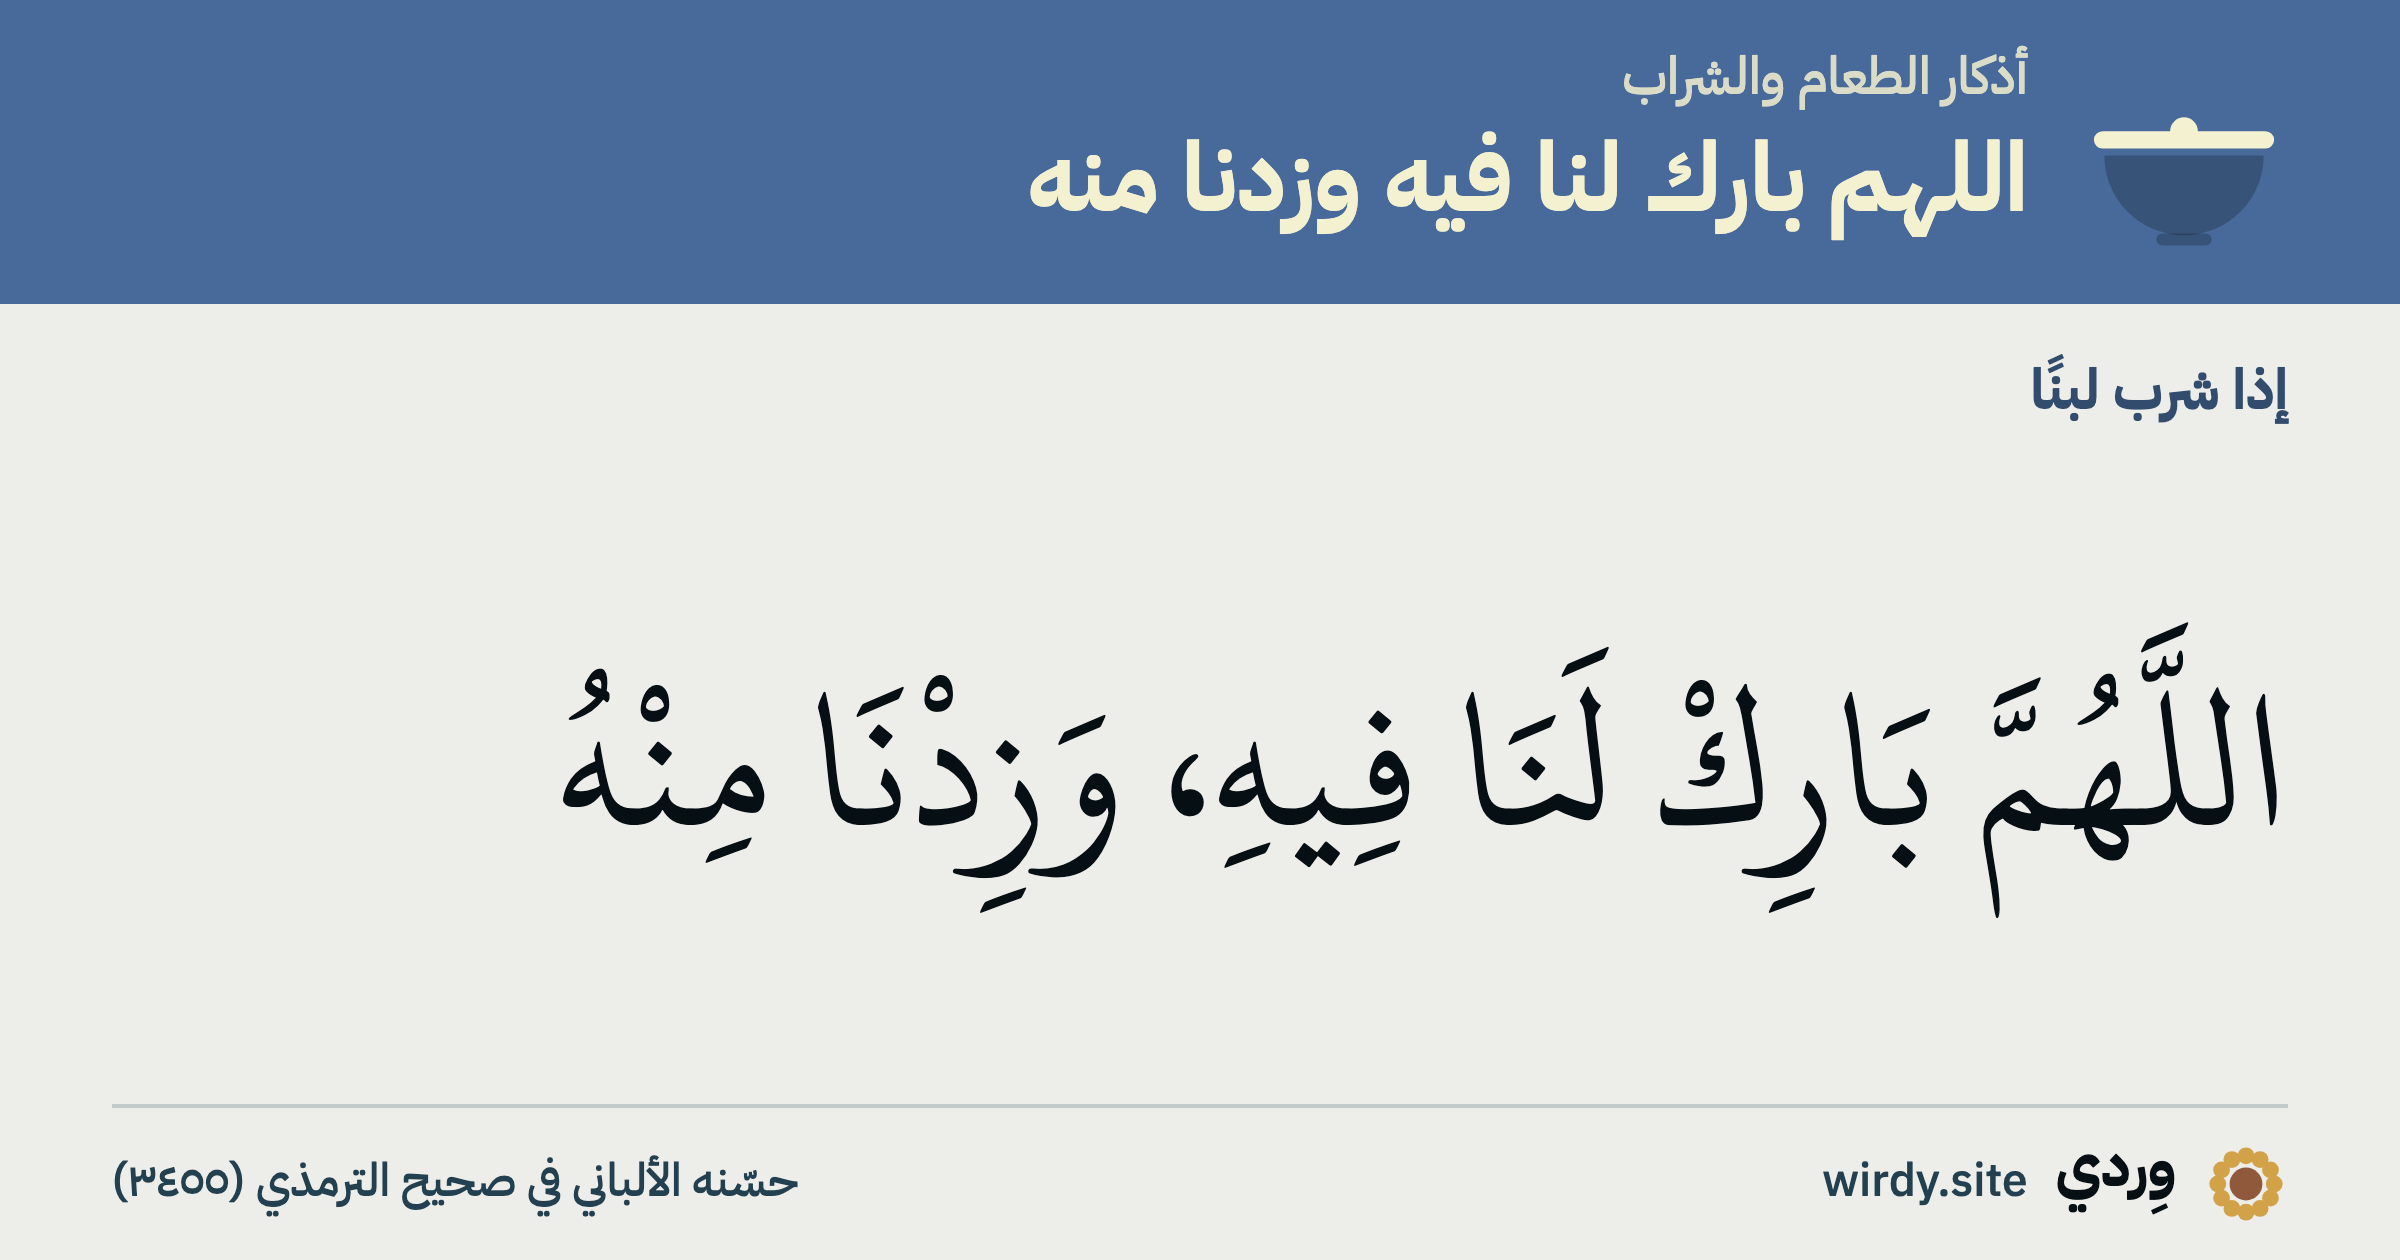 أذكار الطعام والشراب
اللهم بارك لنا فيه وزدنا منه
إذا شرب لبنًا
اللَّهُمَّ بَارِكْ لَنَا فِيهِ، وَزِدْنَا مِنْهُ
وِردي wirdy.site
حسّنه الألباني في صحيح الترمذي (٣٤٥٥)